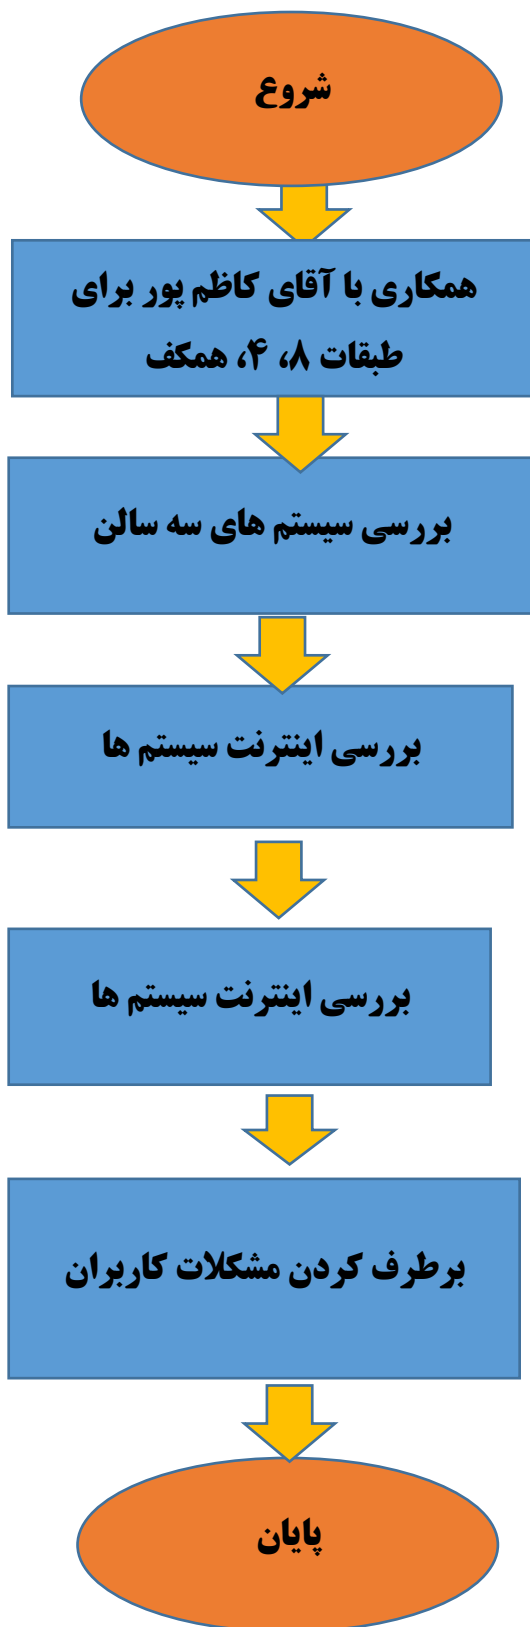 شروع
همکاری با آقای کاظم پور برای
طبقات ۸، ۴، همکف
بررسی سیستم های سه سالن
بررسی اینترنت سیستم ها
بررسی اینترنت سیستم ها
برطرف کردن مشکلات کاربران
پایان